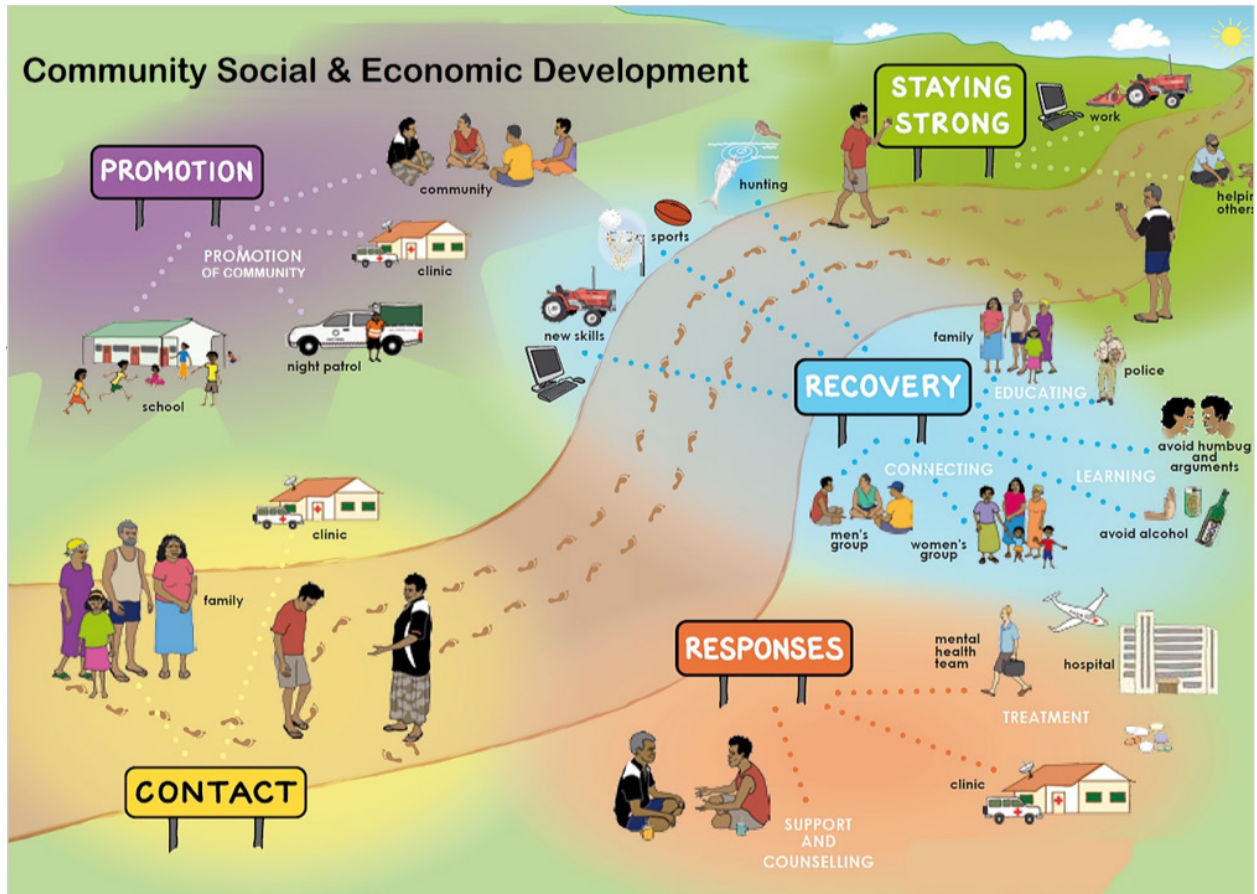 Community Social & Economic Development
PROMOTION
community
PROMOTION
OF COMMUNITY
clinic
night patrol
school
STAYING
STRONG
work
helpin
others
hunting
sports
new skills
RECOVERY
family
police
EDUCATING
avoid humbug
and
arguments
CONNECTING
LEARNING
men's
group
women's
group
avoid alcohol
clinic
family
CONTACT
RESPONSES
mental
health
team
hospital
TREATMENT
clinic
SUPPORT
AND
COUNSELLING